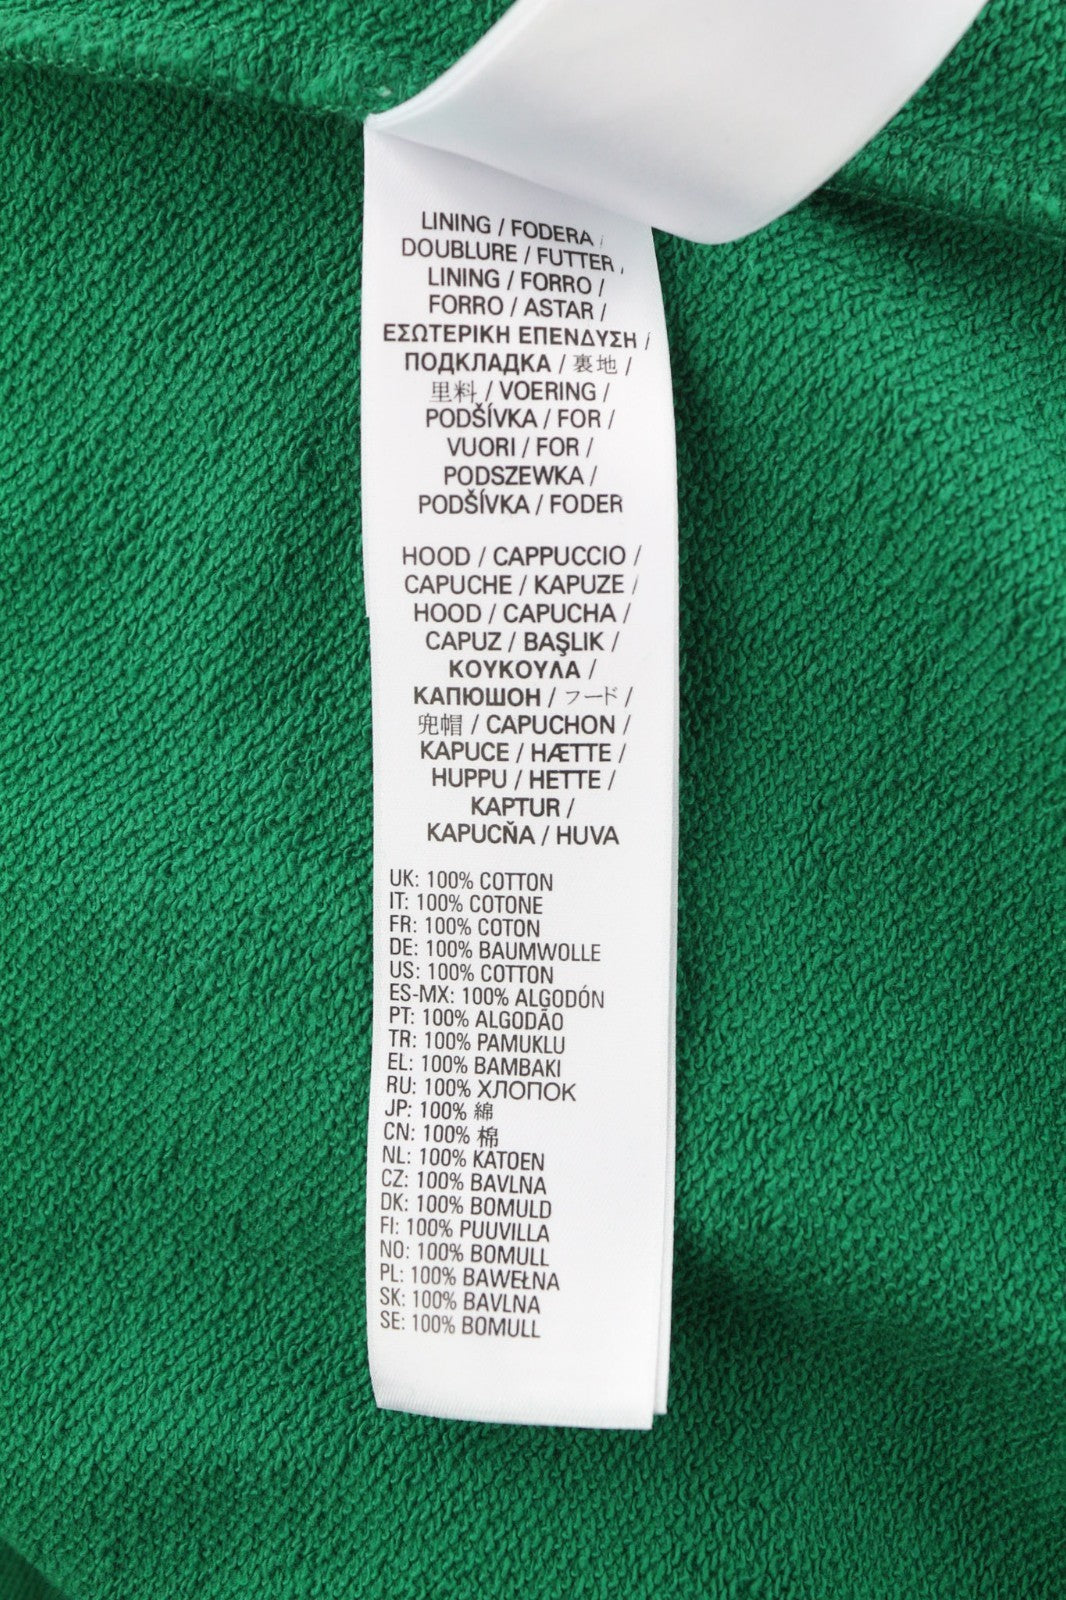 LINING / FODERA /
DOUBLURE / FUTTER /
LINING / FORRO /
FORRO / ASTAR /
ΕΣΩΤΕΡΙΚΗ ΕΠΕΝΔΥΣΗ /
ПОДКЛАДКА / 裏地 /
里料 / VOERING /
PODŠÍVKA / FOR /
VUORI / FOR /
PODSZEWKA /
PODŠÍVKA / FODER
HOOD / CAPPUCCIO /
CAPUCHE / KAPUZE /
HOOD / CAPUCHA /
CAPUZ / BAŞLIK /
ΚΟΥΚΟΥΛΑ /
КАПЮШОН / フード /
兜帽 / CAPUCHON /
KAPUCE / HÆTTE /
HUPPU / HETTE /
KAPTUR /
KAPUCŇA / HUVA
UK: 100% COTTON
IT: 100% COTONE
FR: 100% COTON
DE: 100% BAUMWOLLE
US: 100% COTTON
ES-MX: 100% ALGODÓN
PT: 100% ALGODÃO
TR: 100% PAMUKLU
EL: 100% ΒΑΜΒΑΚΙ
RU: 100% ХЛОПОК
JP: 100% 綿
CN: 100% 棉
NL: 100% KATOEN
CZ: 100% BAVLNA
DK: 100% BOMULD
FI: 100% PUUVILLA
NO: 100% BOMULL
PL: 100% BAWEŁNA
SK: 100% BAVLNA
SE: 100% BOMULL